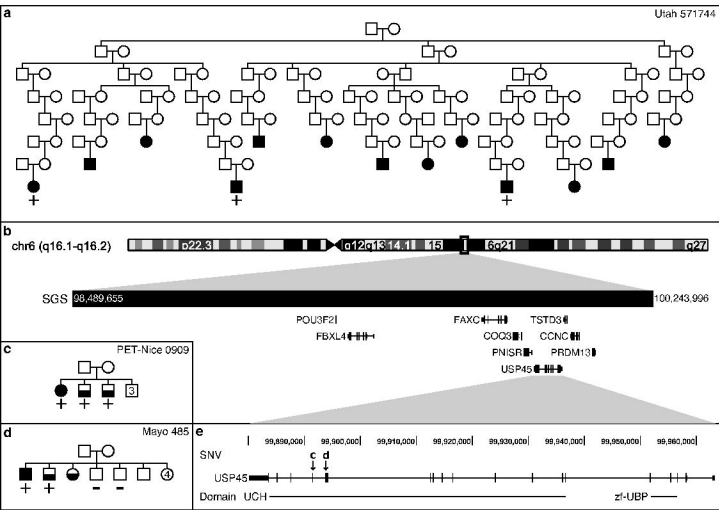 a
Utah 571744
+
+
+
b
chr6 (q16.1-q16.2)
p22.3 q12 q13 14.1 15 6q21 q27
SGS 98,489,655 100,243,996
POU3F2 FAXC TSTD3
FBXL4 COQ3 CCNC
PNISR PRDM13
USP45
c
PET-Nice 0909
3
+ + +
d
Mayo 485
4
+ + - -
e
99,890,000 99,900,000 99,910,000 99,920,000 99,930,000 99,940,000 99,950,000 99,860,000
SNV c d
USP45
Domain UCH zf-UBP